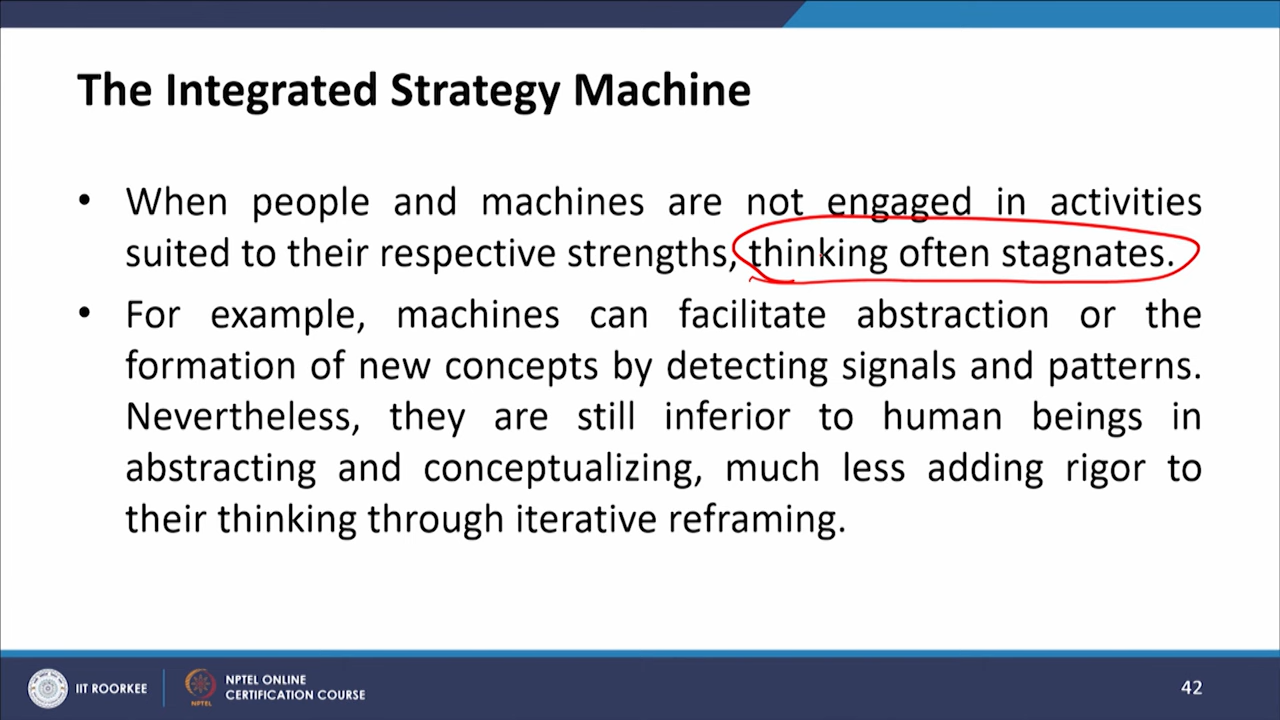 The Integrated Strategy Machine
• When people and machines are not engaged in activities
suited to their respective strengths, thinking often stagnates.
• For example, machines can facilitate abstraction or the
formation of new concepts by detecting signals and patterns.
Nevertheless, they are still inferior to human beings in
abstracting and conceptualizing, much less adding rigor to
their thinking through iterative reframing.
IIT ROORKEE
NPTEL
NPTEL ONLINE
CERTIFICATION COURSE
42